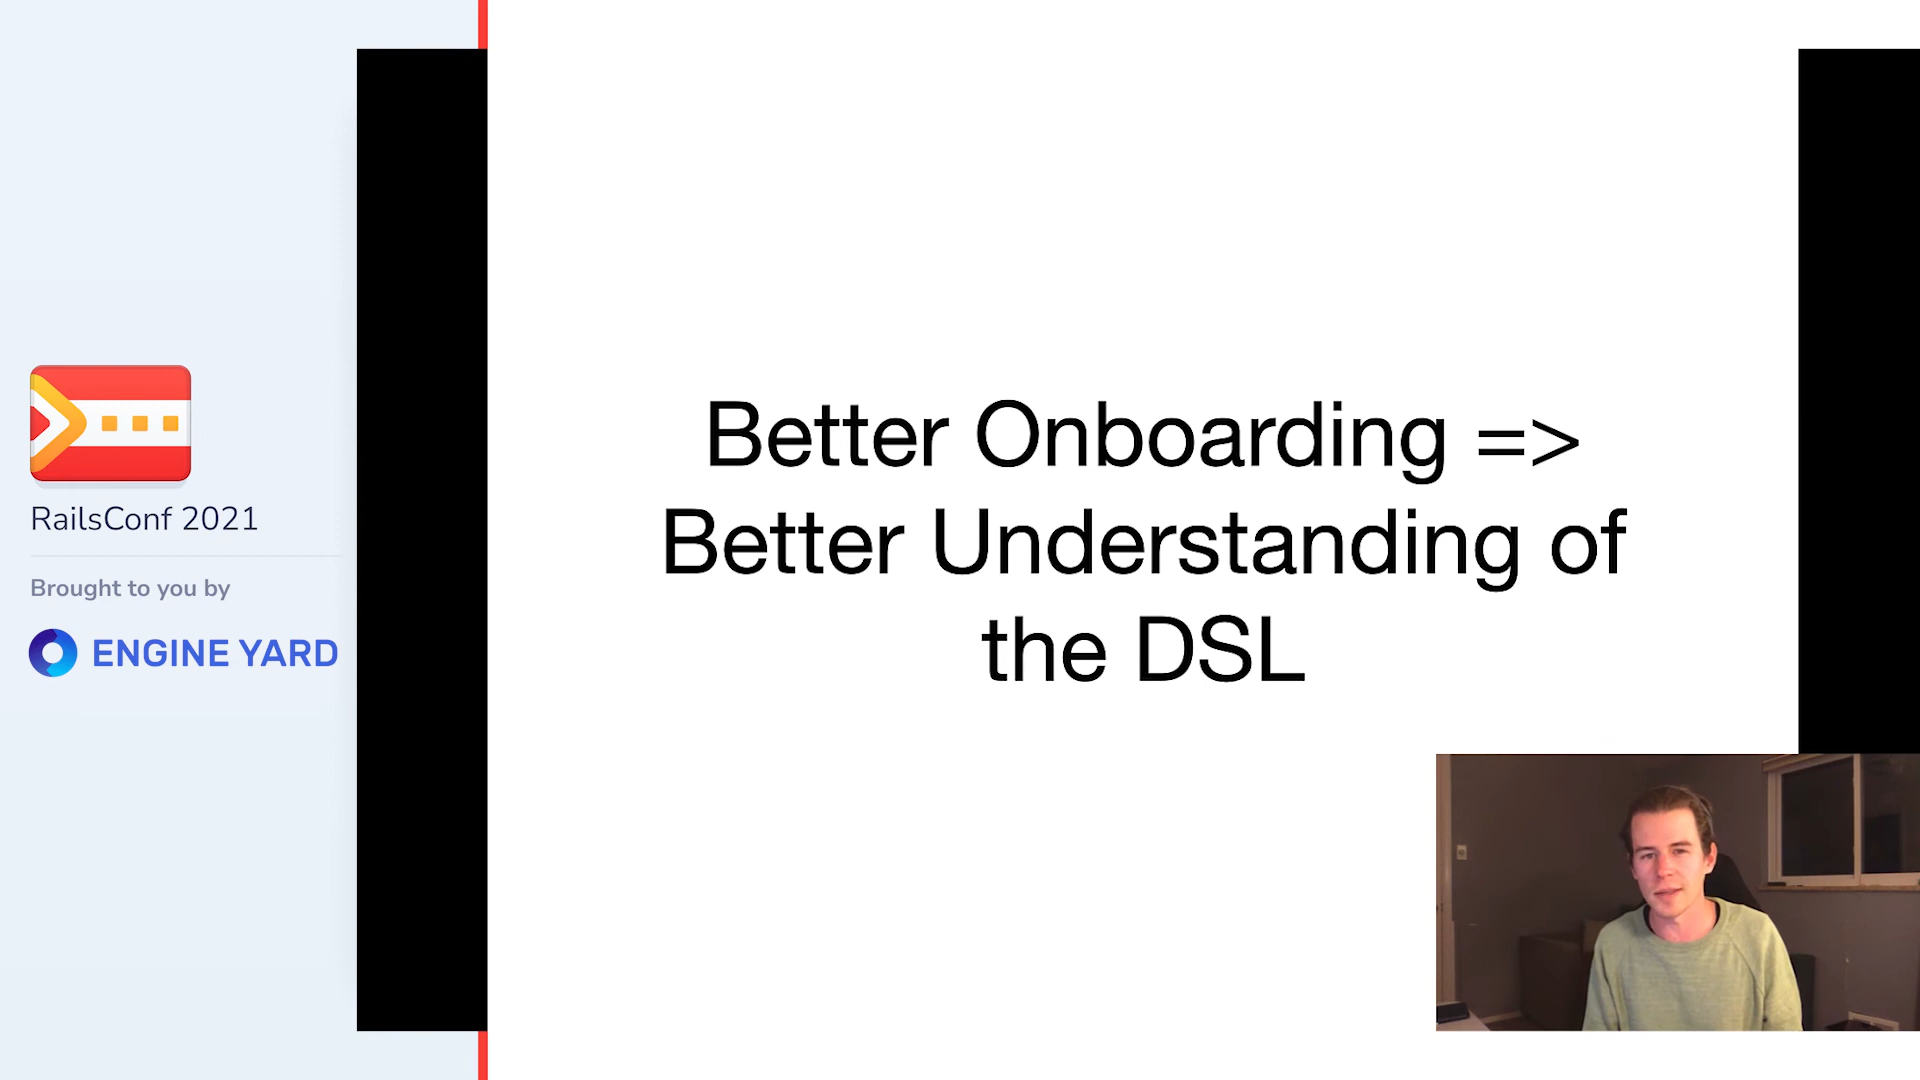 RailsConf 2021
Brought to you by
ENGINE YARD
Better Onboarding =>
Better Understanding of
the DSL